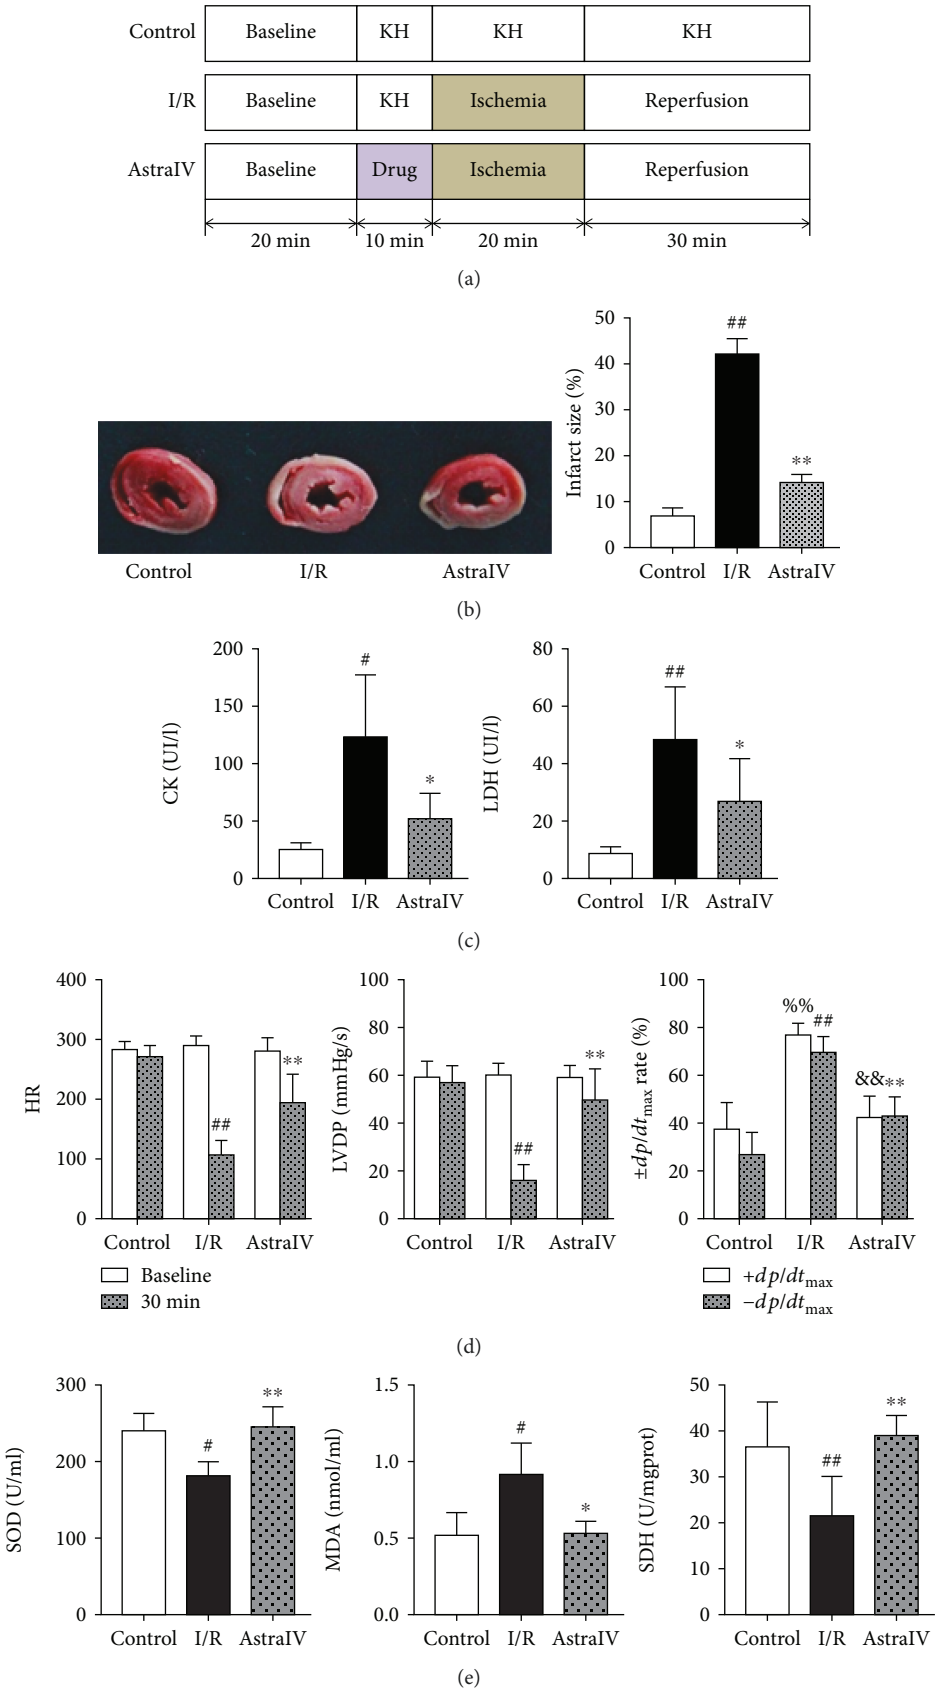 Control Baseline KH KH KH
I/R Baseline KH Ischemia Reperfusion
AstraIV Baseline Drug Ischemia Reperfusion
20 min 10 min 20 min 30 min
(a)
Control I/R AstraIV
Infarct size (%)
50
40
30
20
10
0
##
**
Control I/R AstraIV
(b)
CK (UI/l)
200
150
100
50
0
#
*
Control I/R AstraIV
LDH (UI/l)
80
60
40
20
0
##
*
Control I/R AstraIV
(c)
HR
400
300
200
100
0
##
**
Control I/R AstraIV
Baseline
30 min
LVDP (mmHg/s)
100
80
60
40
20
0
##
**
Control I/R AstraIV
±dp/dtmax rate (%)
100
80
60
40
20
0
%% ##
&&**
Control I/R AstraIV
+dp/dtmax
−dp/dtmax
(d)
SOD (U/ml)
300
200
100
0
#
**
Control I/R AstraIV
MDA (nmol/ml)
1.5
1.0
0.5
0.0
#
*
Control I/R AstraIV
SDH (U/mgprot)
50
40
30
20
10
0
##
**
Control I/R AstraIV
(e)